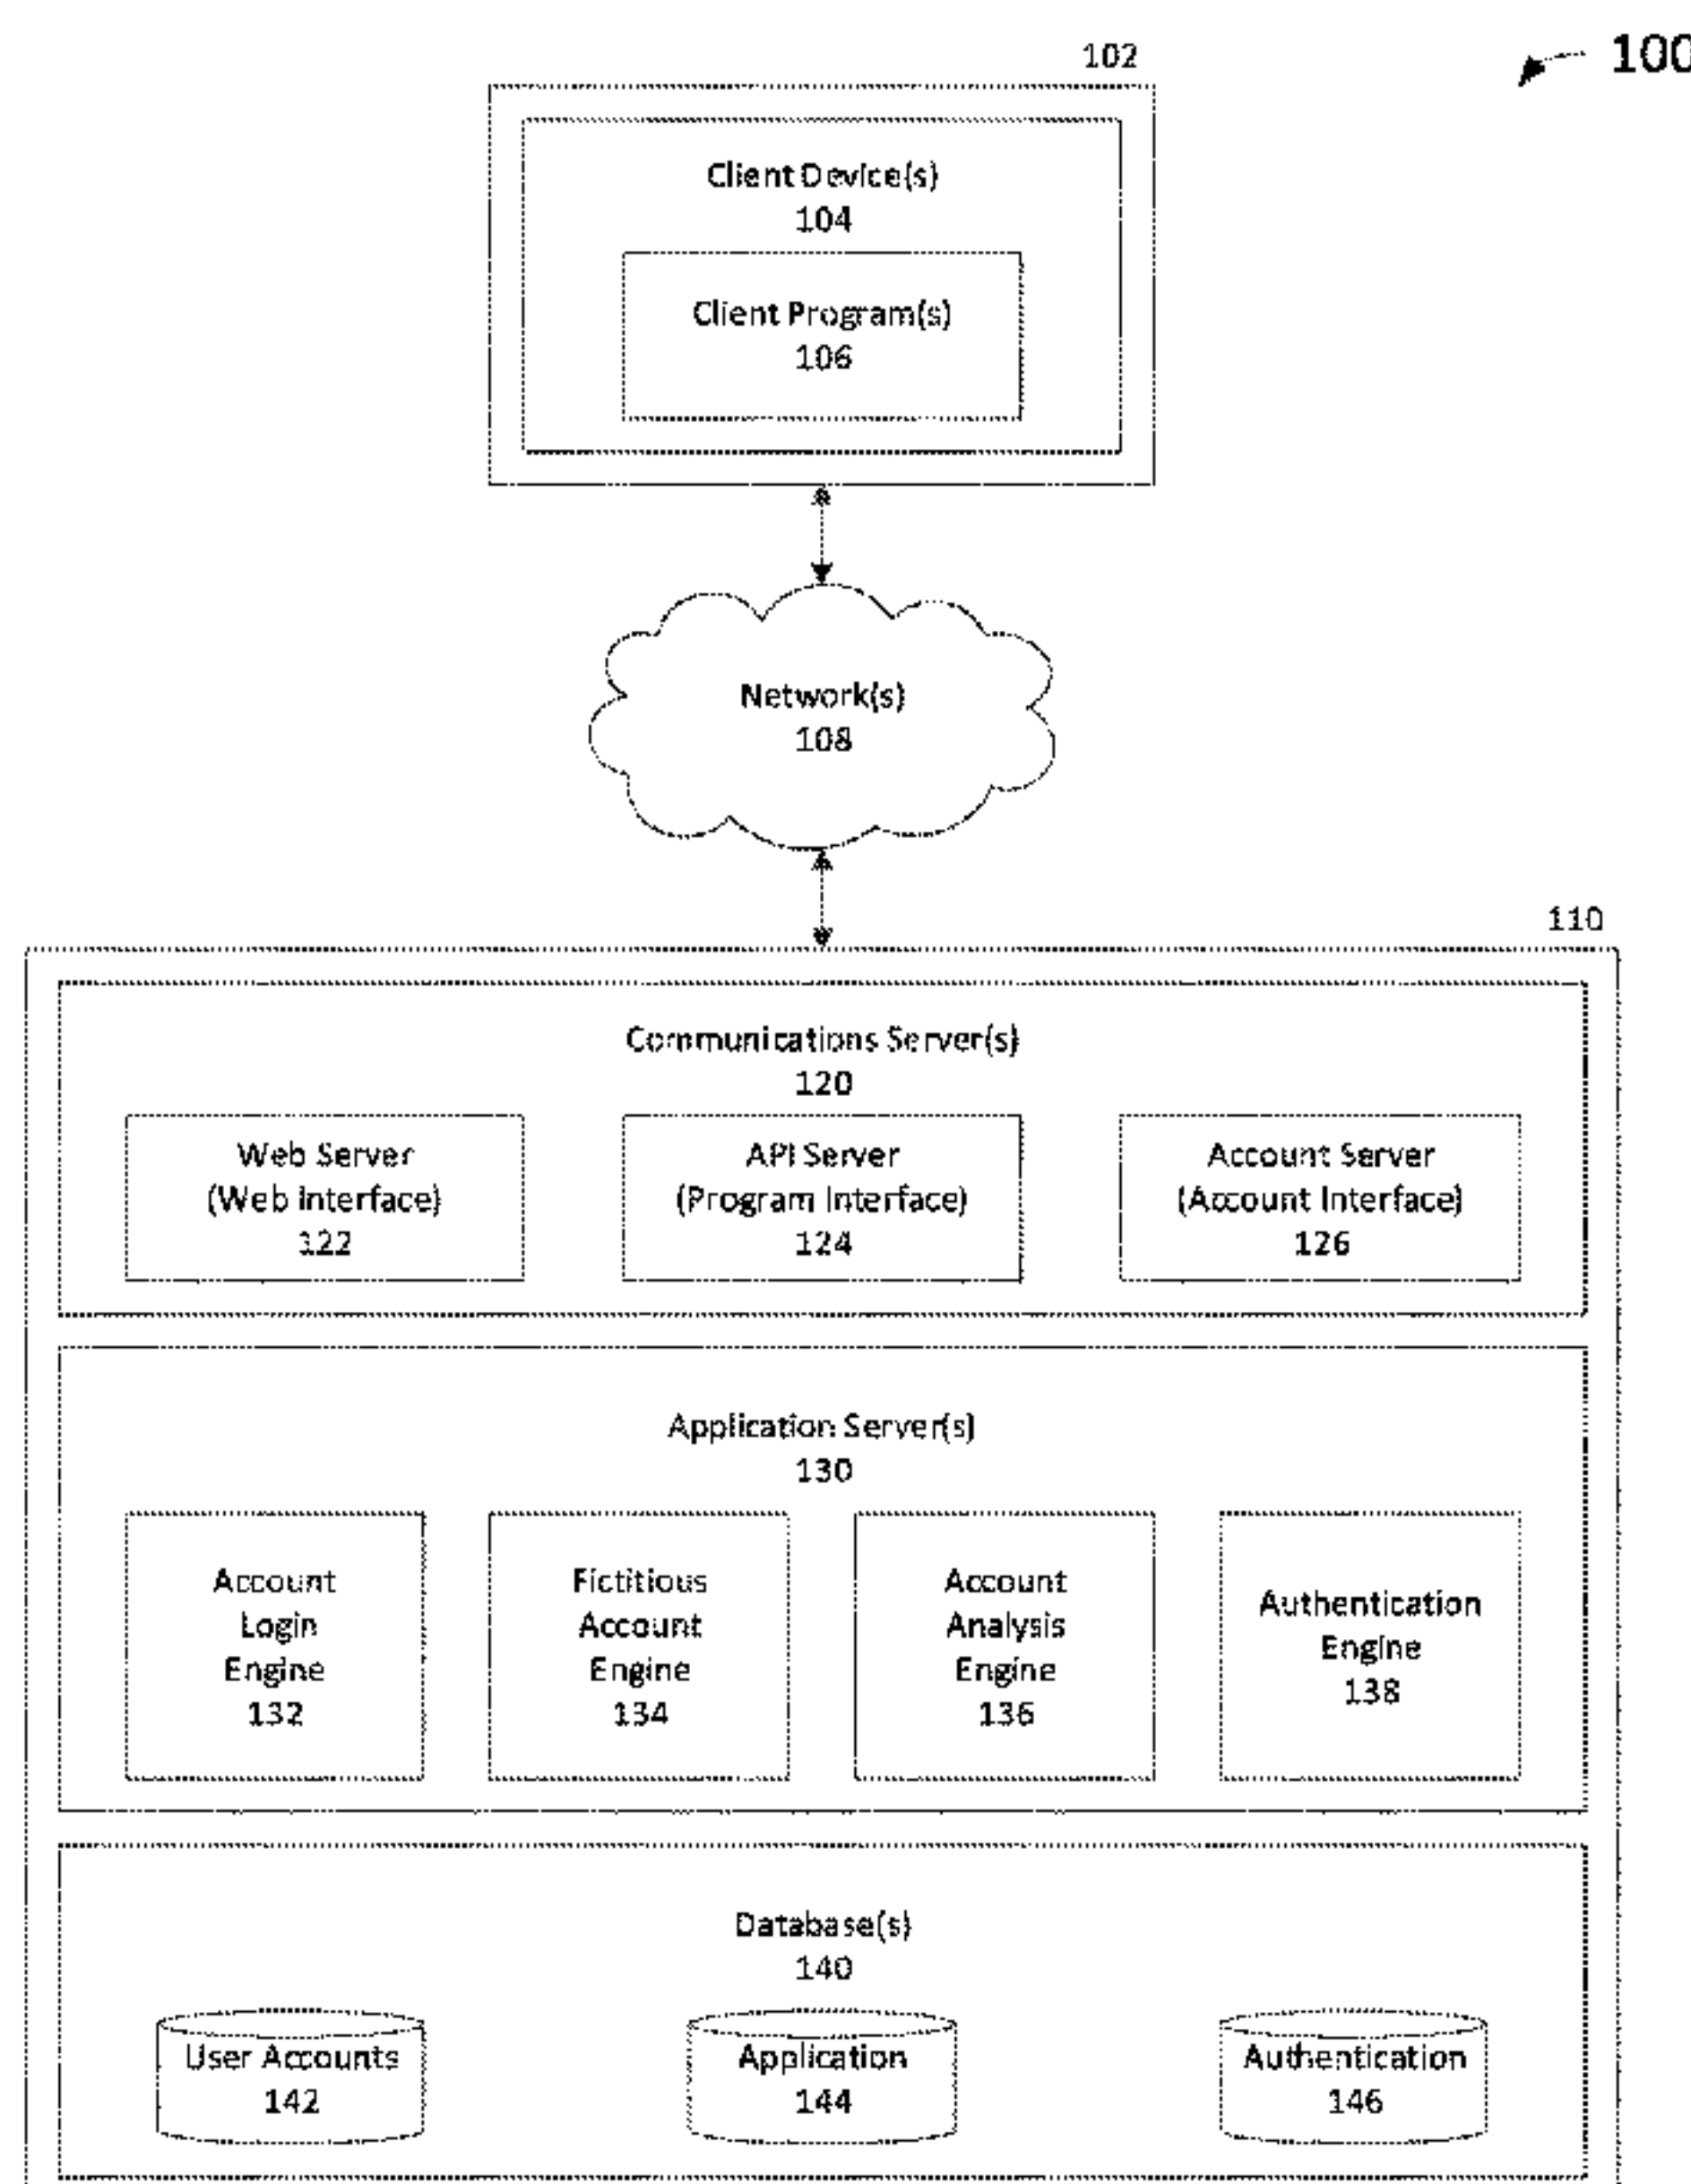 102
100
Client Device(s)
104
Client Program(s)
106
Network(s)
108
110
Communications Server(s)
120
Web Server
(Web Interface)
122
API Server
(Program Interface)
124
Account Server
(Account Interface)
126
Application Server(s)
130
Account
Login
Engine
132
Fictitious
Account
Engine
134
Account
Analysis
Engine
136
Authentication
Engine
138
Database(s)
140
User Accounts
142
Application
144
Authentication
146